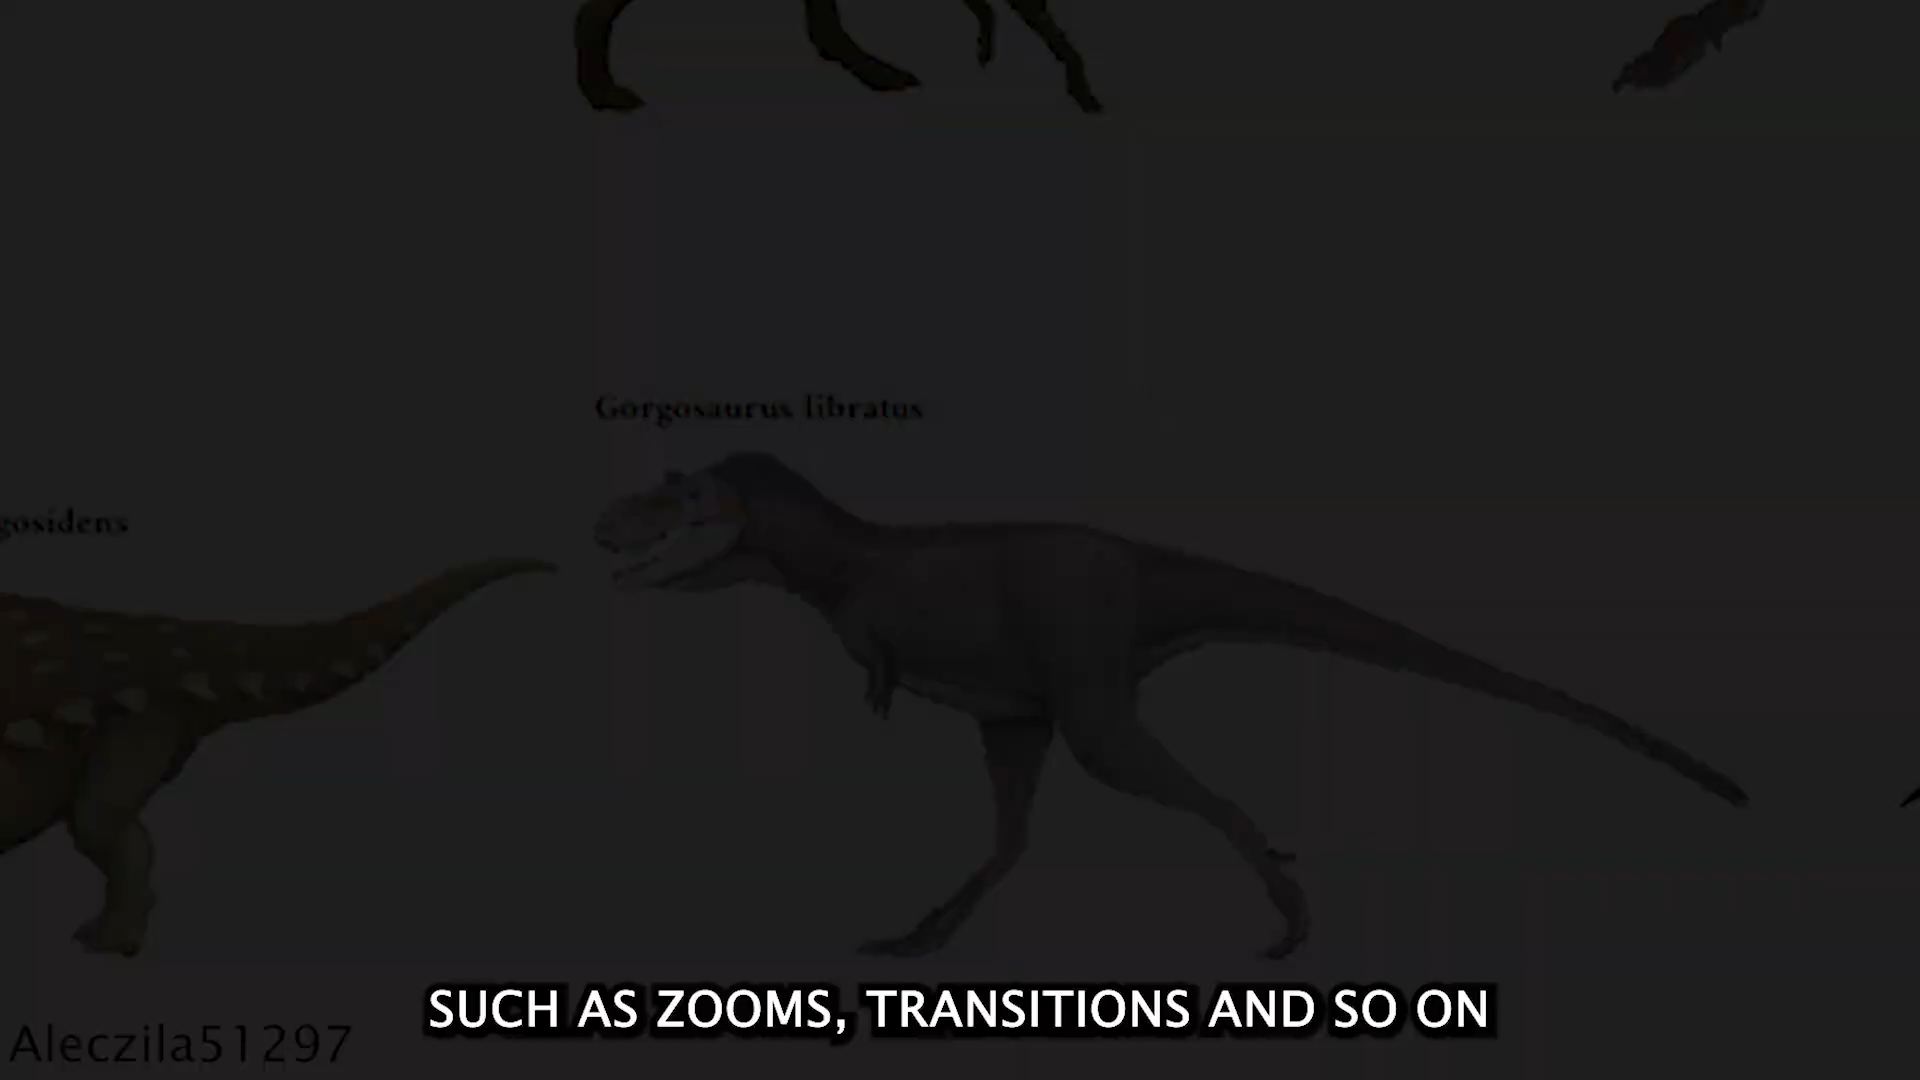 Gorgosaurus libratus
gosidens
SUCH AS ZOOMS, TRANSITIONS AND SO ON
Aleczila51297